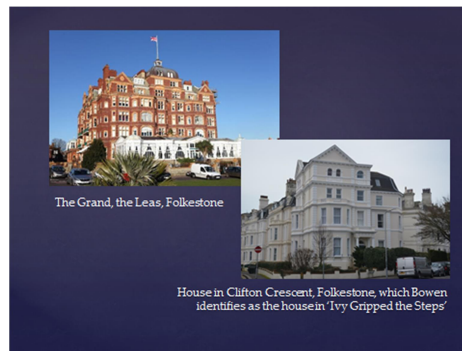 The Grand, the Leas, Folkestone
House in Clifton Crescent, Folkestone, which Bowen
identifies as the house in 'Ivy Gripped the Steps'